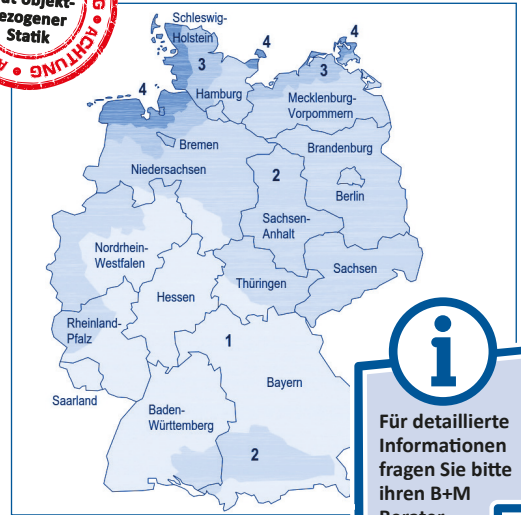 ut objekt-
ezogener
Statik
ACHTUNG
Schleswig-
Holstein
4
4
3
3
4
Hamburg
Mecklenburg-
Vorpommern
Bremen
Brandenburg
Niedersachsen
2
Berlin
Sachsen-
Anhalt
Nordrhein-
Westfalen
Sachsen
Thüringen
Hessen
Rheinland-
Pfalz
1
Saarland
Bayern
Baden-
Württemberg
2
i
Für detaillierte
Informationen
fragen Sie bitte
ihren B+M